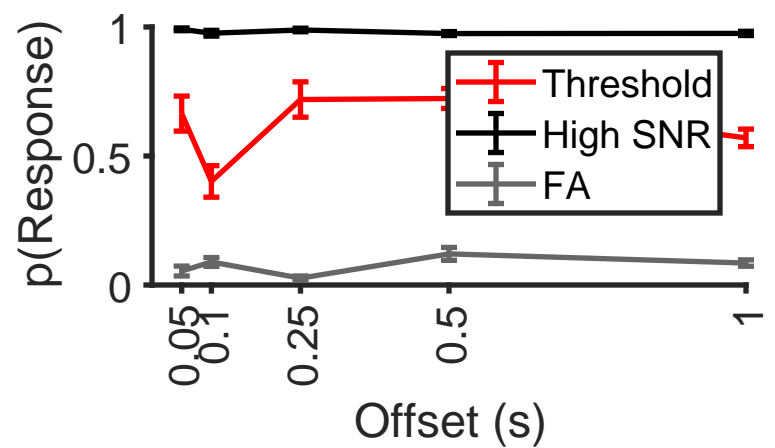 p(Response)
1
0.5
0
Threshold
High SNR
FA
0.05
0.1
0.25
0.5
1
Offset (s)